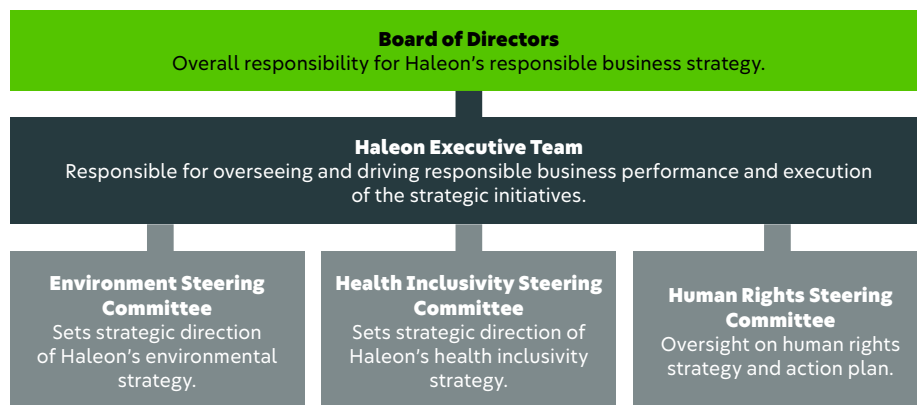 Board of Directors
Overall responsibility for Haleon's responsible business strategy.
Haleon Executive Team
Responsible for overseeing and driving responsible business performance and execution
of the strategic initiatives.
Environment Steering
Committee
Sets strategic direction
of Haleon's environmental
strategy.
Health Inclusivity Steering
Committee
Sets strategic direction of
Haleon's health inclusivity
strategy.
Human Rights Steering
Committee
Oversight on human rights
strategy and action plan.